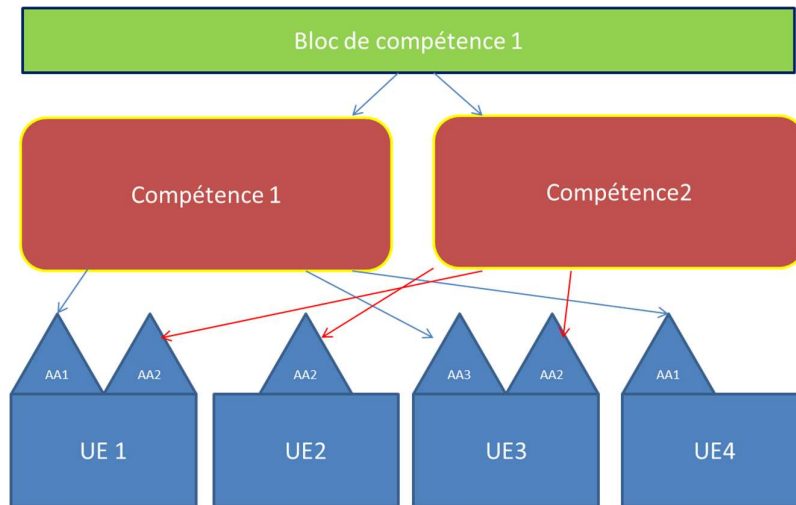 Bloc de compétence 1
Compétence 1
Compétence2
AA1
AA2
AA2
AA3
AA2
AA1
UE 1
UE2
UE3
UE4